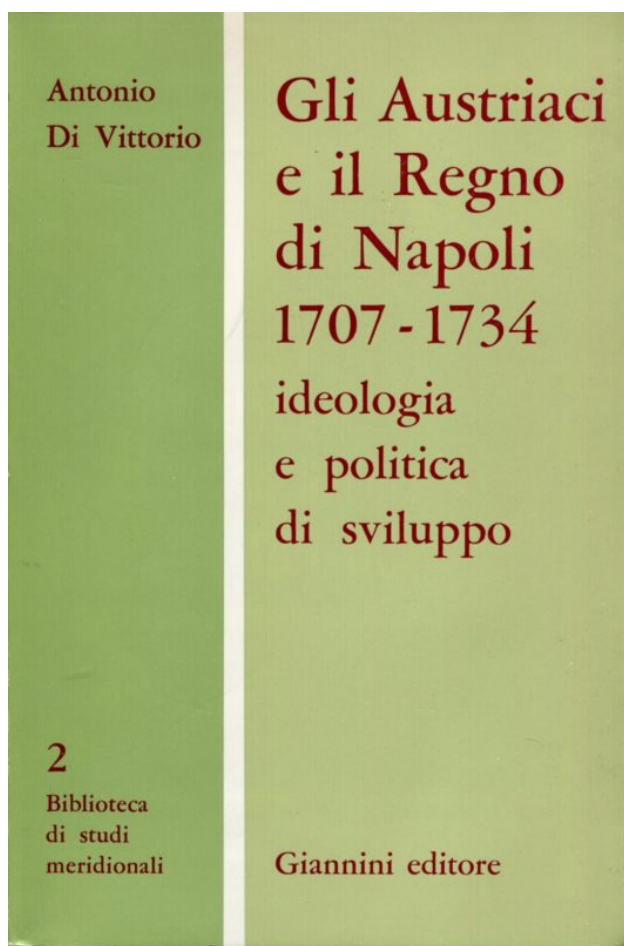 Antonio
Di Vittorio
Gli Austriaci
e il Regno
di Napoli
1707-1734
ideologia
e politica
di sviluppo
2
Biblioteca
di studi
meridionali
Giannini editore